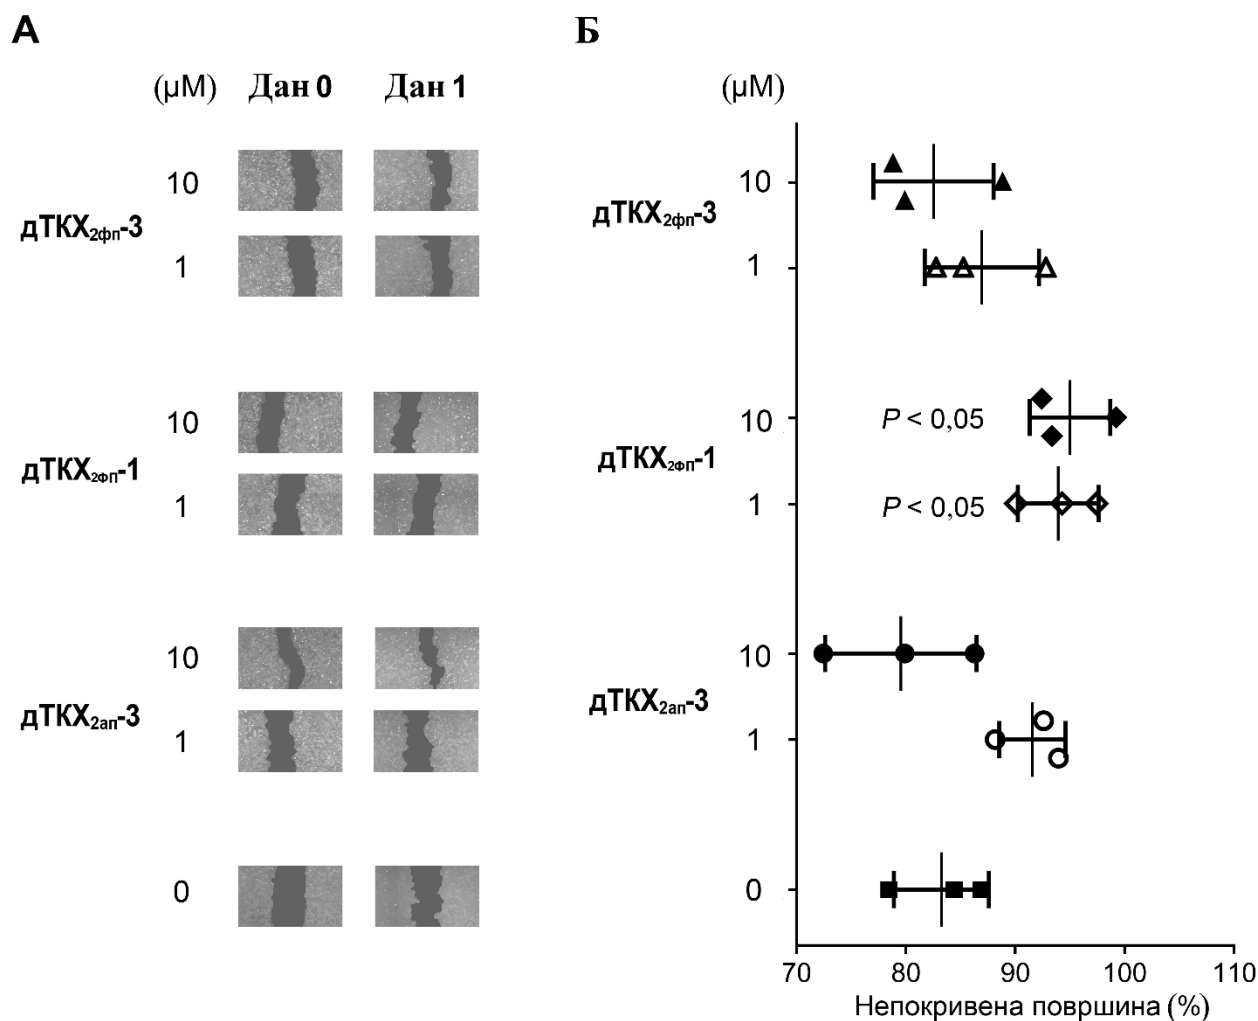 А
(μM) Дан 0 Дан 1
10
дТКХ2фп-3
1
10
дТКХ2фп-1
1
10
дТКХ2ап-3
1
0
Б
(μM)
10
дТКХ2фп-3
1
10 P < 0,05
дТКХ2фп-1
1 P < 0,05
10
дТКХ2ап-3
1
0
70 80 90 100 110
Непокривена површина (%)